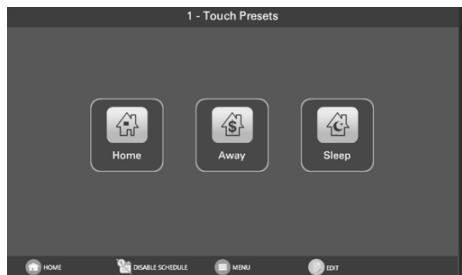 1 - Touch Presets
Home
Away
Sleep
HOME
DISABLE SCHEDULE
MENU
EDIT